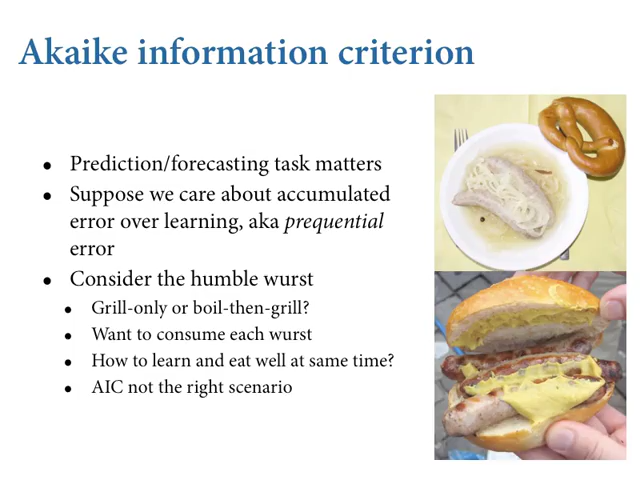 Akaike information criterion
• Prediction/forecasting task matters
• Suppose we care about accumulated
error over learning, aka prequential
error
• Consider the humble wurst
• Grill-only or boil-then-grill?
• Want to consume each wurst
• How to learn and eat well at same time?
• AIC not the right scenario